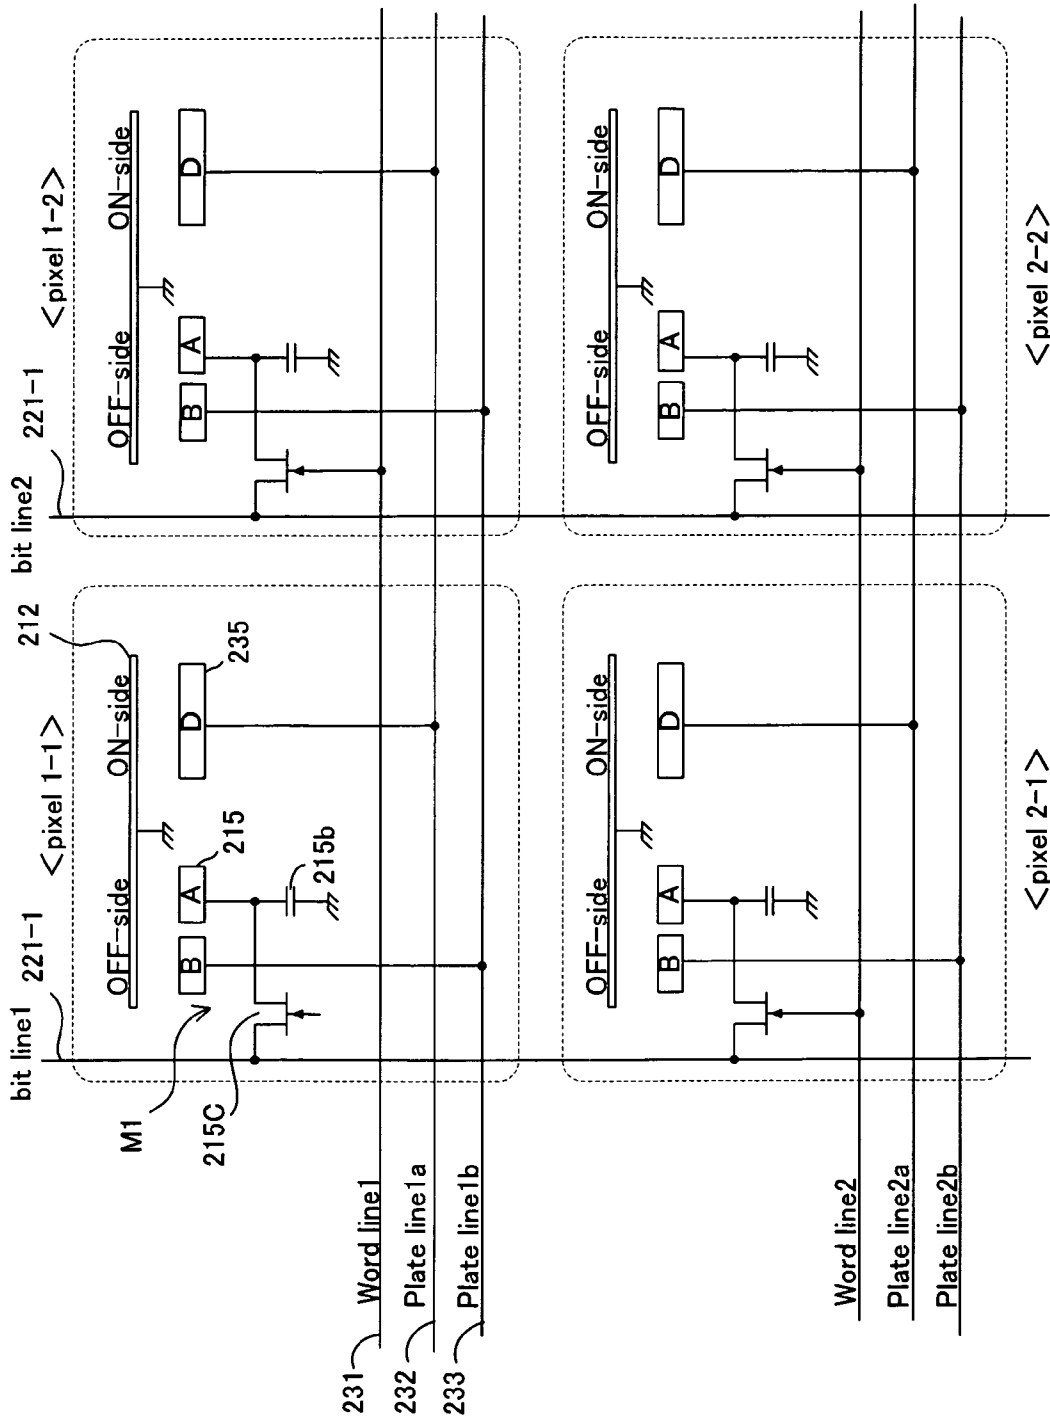 <pixel 1-1>
<pixel 1-2>
bit line1
221-1
212
bit line2
221-1
OFF-side
ON-side
OFF-side
ON-side
M1
B
A
215
D
235
B
A
D
215C
215b
231
Word line1
232
Plate line1a
233
Plate line1b
OFF-side
ON-side
OFF-side
ON-side
B
A
D
B
A
D
Word line2
Plate line2a
Plate line2b
<pixel 2-1>
<pixel 2-2>